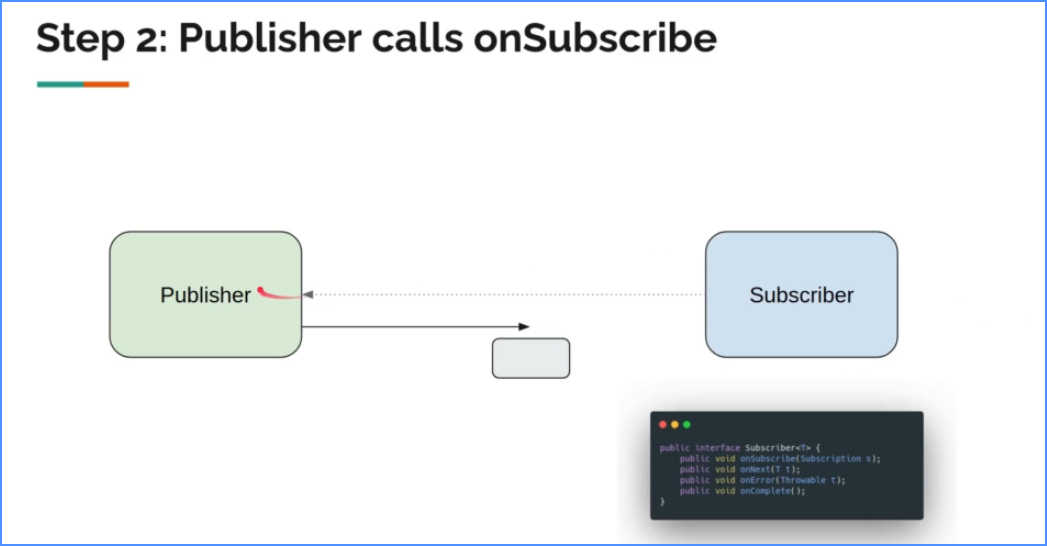 Step 2: Publisher calls onSubscribe
Publisher
Subscriber
public interface Subscriber<T> {
public void onSubscribe(Subscription s);
public void onNext(T t);
public void onError(Throwable t);
public void onComplete();
}